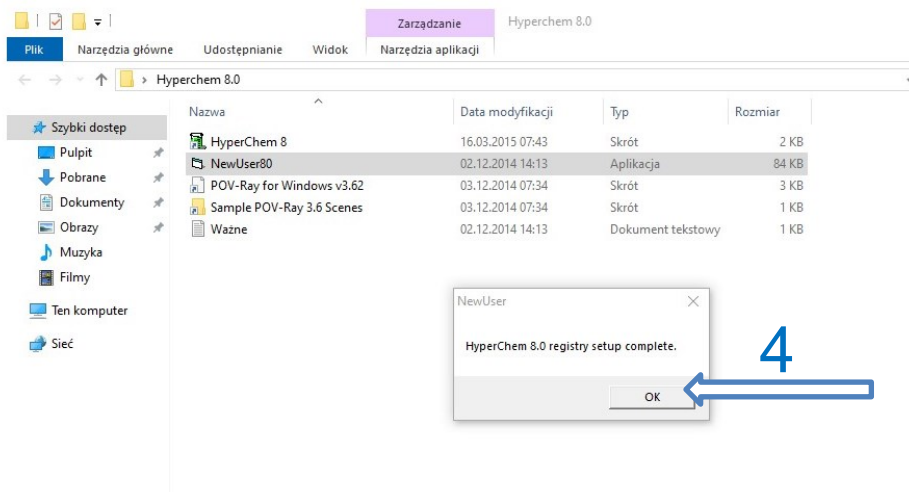 Zarządzanie Hyperchem 8.0
Plik Narzędzia główne Udostępnianie Widok Narzędzia aplikacji
Hyperchem 8.0
Nazwa Data modyfikacji Typ Rozmiar
Szybki dostęp
Pulpit
Pobrane
Dokumenty
Obrazy
Muzyka
Filmy
Ten komputer
Sieć
HyperChem 8 16.03.2015 07:43 Skrót 2 KB
NewUser80 02.12.2014 14:13 Aplikacja 84 KB
POV-Ray for Windows v3.62 03.12.2014 07:34 Skrót 3 KB
Sample POV-Ray 3.6 Scenes 03.12.2014 07:34 Skrót 1 KB
Ważne 02.12.2014 14:13 Dokument tekstowy 1 KB
NewUser
HyperChem 8.0 registry setup complete.
OK
4